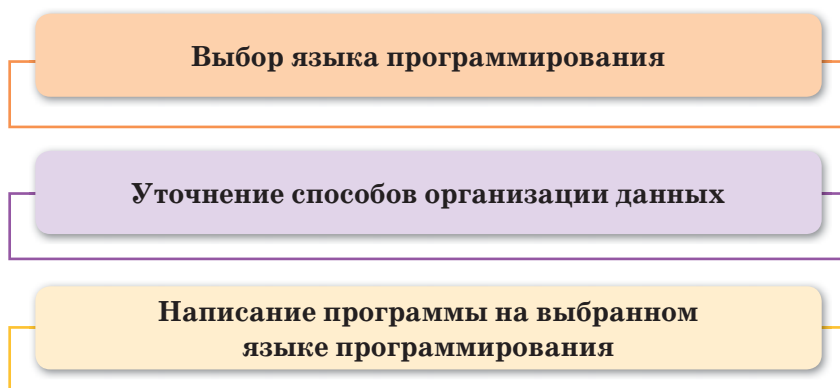 Выбор языка программирования
Уточнение способов организации данных
Написание программы на выбранном
языке программирования